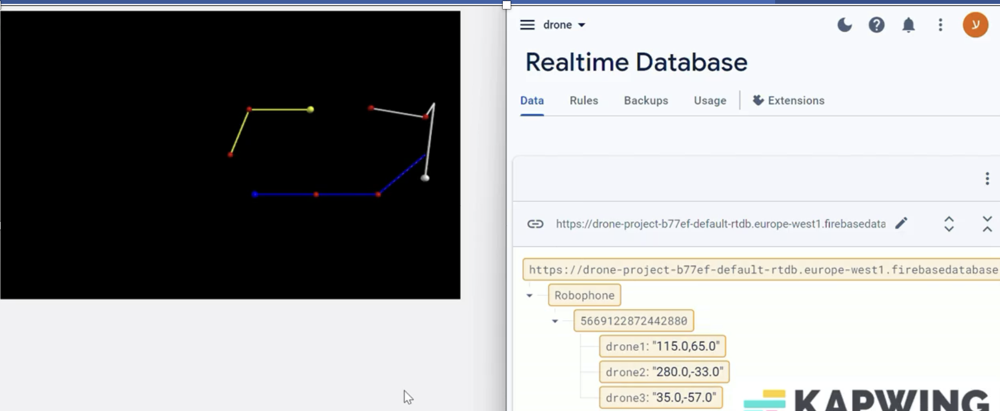 drone
ע
Realtime Database
Data Rules Backups Usage Extensions
https://drone-project-b77ef-default-rtdb.europe-west1.firebasedata
https://drone-project-b77ef-default-rtdb.europe-west1.firebasedatabase
Robophone
5669122872442880
drone1: "115.0,65.0"
drone2: "280.0,-33.0"
drone3: "35.0,-57.0"
KAPWING